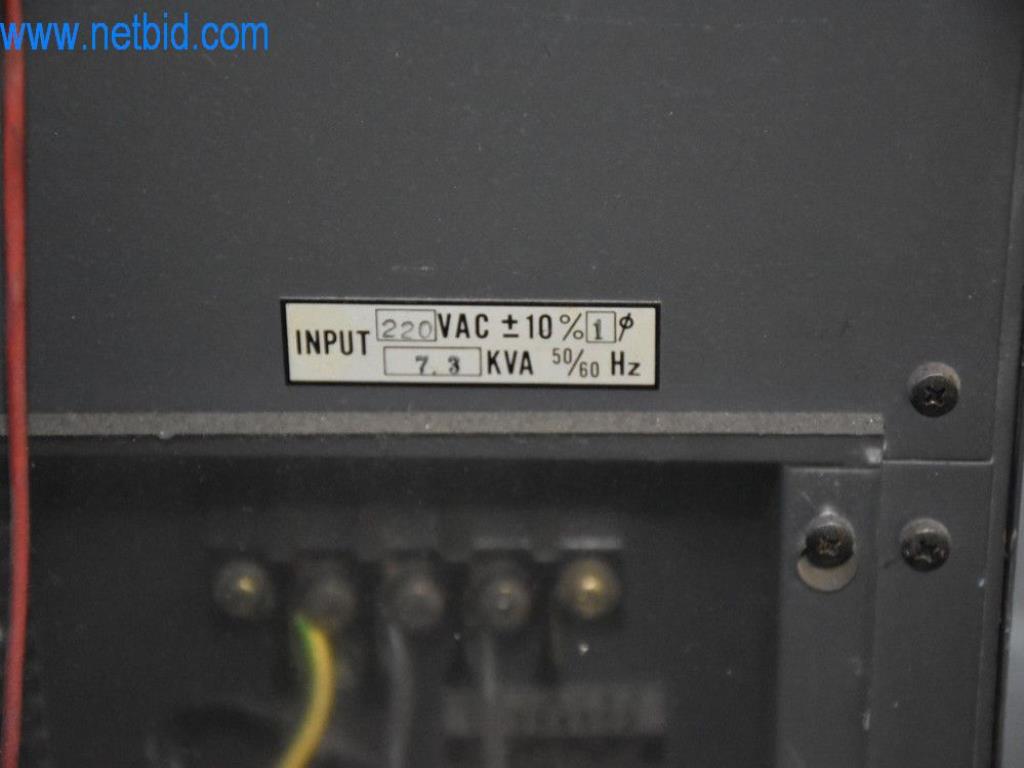 www.netbid.com
INPUT 220 VAC ± 10 % 1 φ
7.3 KVA 50/60 Hz